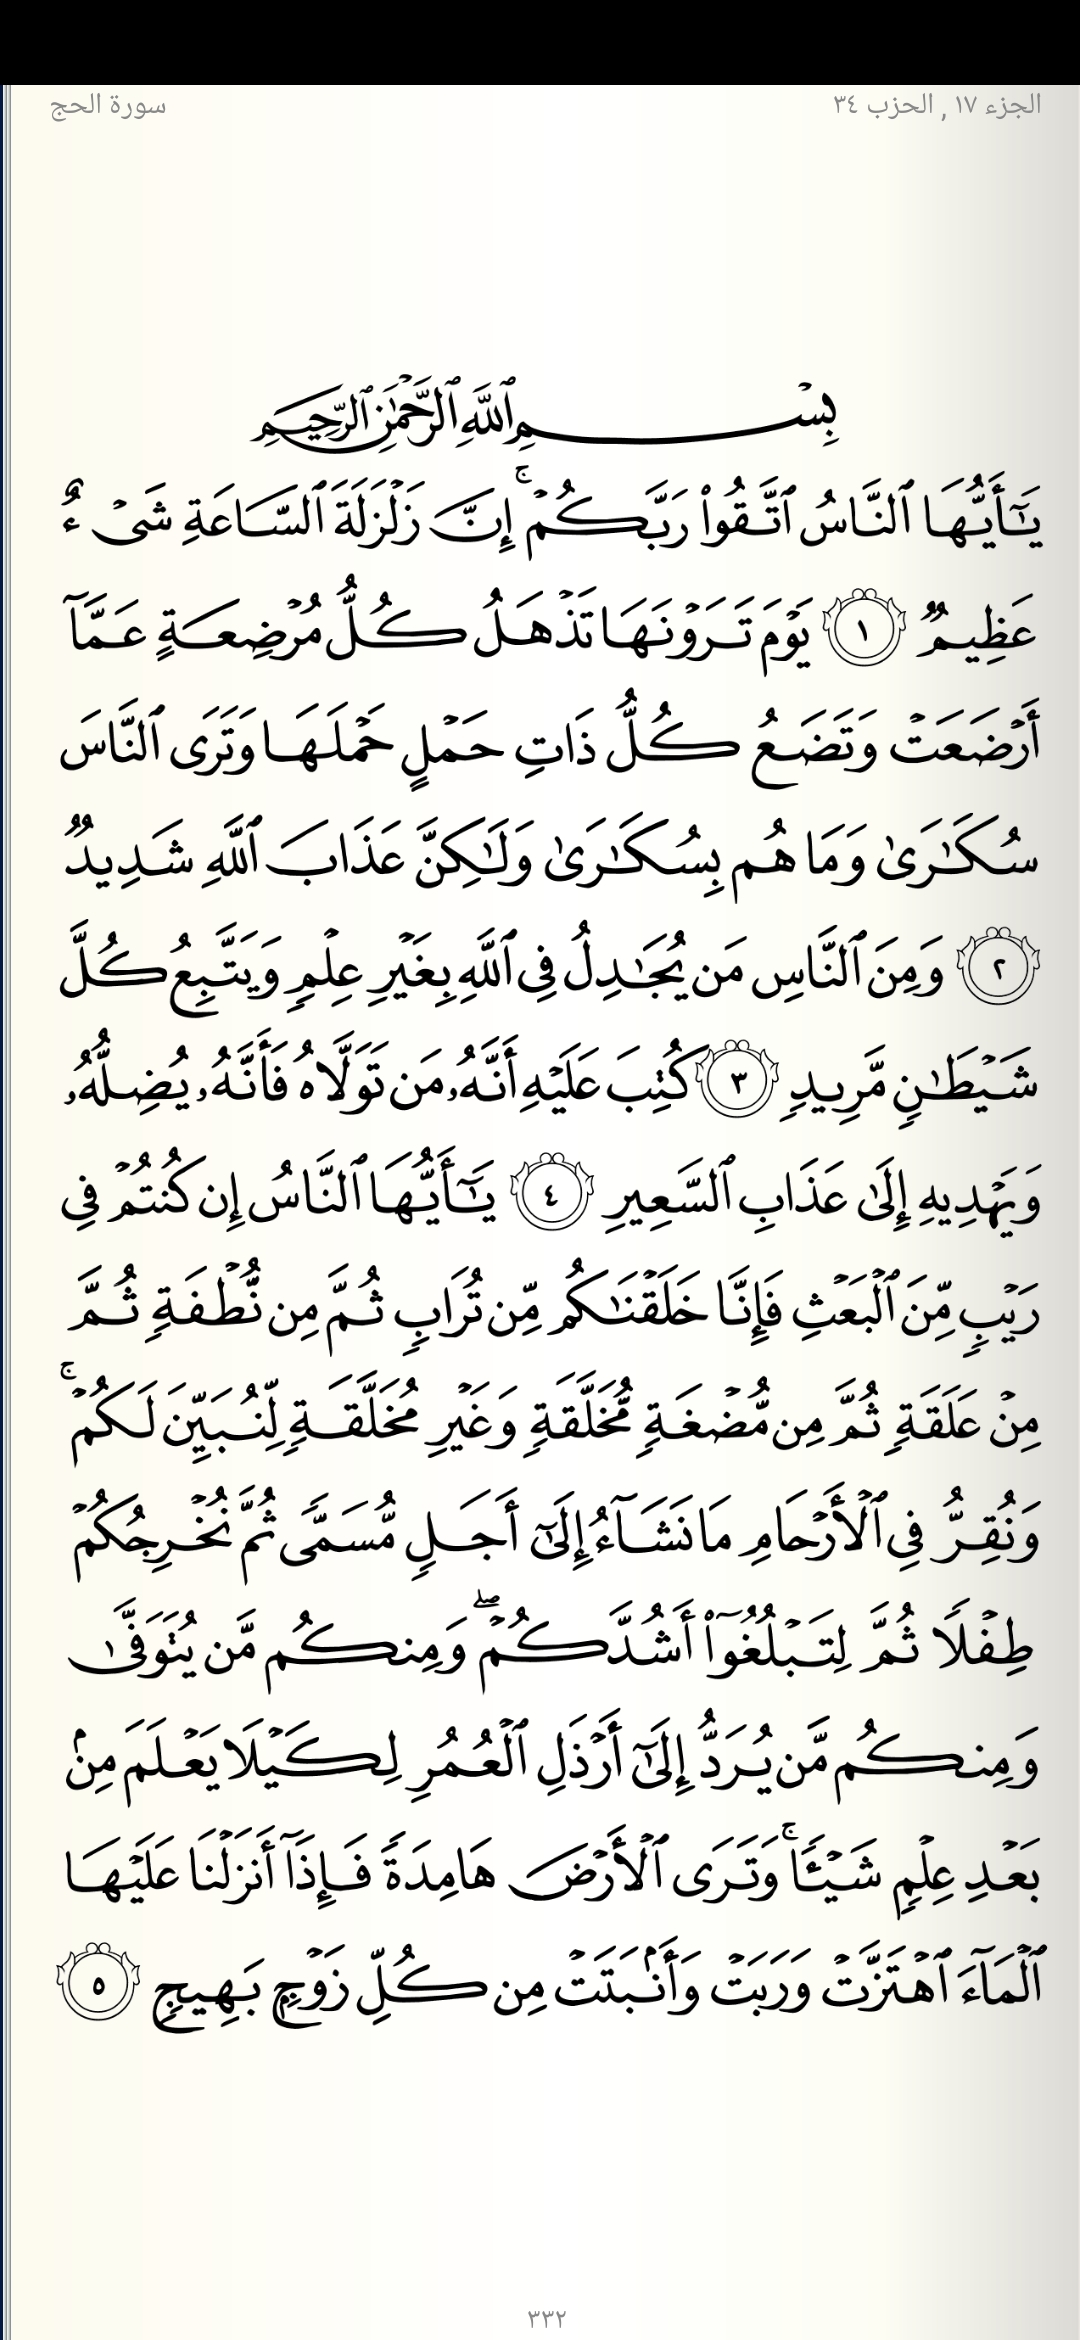 الجزء ١٧ , الحزب ٣٤
سورة الحج
بِسۡمِ ٱللَّهِ ٱلرَّحۡمَٰنِ ٱلرَّحِيمِ
يَٰٓأَيُّهَا ٱلنَّاسُ ٱتَّقُواْ رَبَّكُمۡۚ إِنَّ زَلۡزَلَةَ ٱلسَّاعَةِ شَيۡءٌ
عَظِيمٞ ١ يَوۡمَ تَرَوۡنَهَا تَذۡهَلُ كُلُّ مُرۡضِعَةٍ عَمَّآ
أَرۡضَعَتۡ وَتَضَعُ كُلُّ ذَاتِ حَمۡلٍ حَمۡلَهَا وَتَرَى ٱلنَّاسَ
سُكَٰرَىٰ وَمَا هُم بِسُكَٰرَىٰ وَلَٰكِنَّ عَذَابَ ٱللَّهِ شَدِيدٞ
٢ وَمِنَ ٱلنَّاسِ مَن يُجَٰدِلُ فِي ٱللَّهِ بِغَيۡرِ عِلۡمٖ وَيَتَّبِعُ كُلَّ
شَيۡطَٰنٖ مَّرِيدٖ ٣ كُتِبَ عَلَيۡهِ أَنَّهُۥ مَن تَوَلَّاهُ فَأَنَّهُۥ يُضِلُّهُۥ
وَيَهۡدِيهِ إِلَىٰ عَذَابِ ٱلسَّعِيرِ ٤ يَٰٓأَيُّهَا ٱلنَّاسُ إِن كُنتُمۡ فِي
رَيۡبٖ مِّنَ ٱلۡبَعۡثِ فَإِنَّا خَلَقۡنَٰكُم مِّن تُرَابٖ ثُمَّ مِن نُّطۡفَةٖ ثُمَّ
مِنۡ عَلَقَةٖ ثُمَّ مِن مُّضۡغَةٖ مُّخَلَّقَةٖ وَغَيۡرِ مُخَلَّقَةٖ لِّنُبَيِّنَ لَكُمۡۚ
وَنُقِرُّ فِي ٱلۡأَرۡحَامِ مَا نَشَآءُ إِلَىٰٓ أَجَلٖ مُّسَمّٗى ثُمَّ نُخۡرِجُكُمۡ
طِفۡلٗا ثُمَّ لِتَبۡلُغُوٓاْ أَشُدَّكُمۡۖ وَمِنكُم مَّن يُتَوَفَّىٰ
وَمِنكُم مَّن يُرَدُّ إِلَىٰٓ أَرۡذَلِ ٱلۡعُمُرِ لِكَيۡلَا يَعۡلَمَ مِنۢ
بَعۡدِ عِلۡمٖ شَيۡـٔٗاۚ وَتَرَى ٱلۡأَرۡضَ هَامِدَةٗ فَإِذَآ أَنزَلۡنَا عَلَيۡهَا
ٱلۡمَآءَ ٱهۡتَزَّتۡ وَرَبَتۡ وَأَنۢبَتَتۡ مِن كُلِّ زَوۡجِۭ بَهِيجٖ ٥
٣٣٢